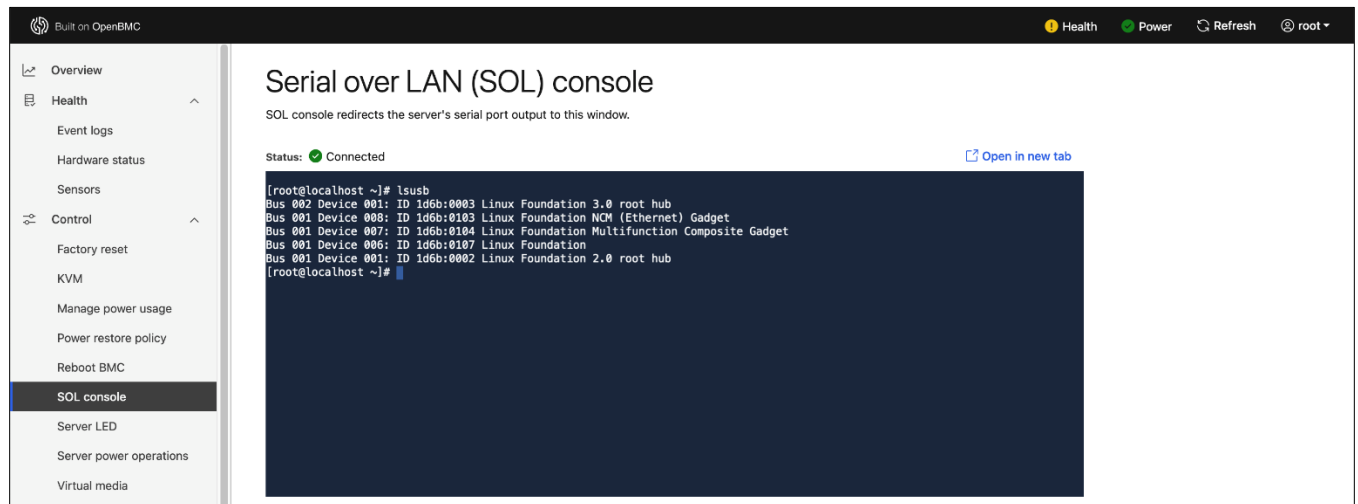 Built on OpenBMC
Health
Power
Refresh
root
Overview
Health
Event logs
Hardware status
Sensors
Control
Factory reset
KVM
Manage power usage
Power restore policy
Reboot BMC
SOL console
Server LED
Server power operations
Virtual media
Serial over LAN (SOL) console
SOL console redirects the server's serial port output to this window.
Status: Connected
Open in new tab
[root@localhost ~]# lsusb
Bus 002 Device 001: ID 1d6b:0003 Linux Foundation 3.0 root hub
Bus 001 Device 008: ID 1d6b:0103 Linux Foundation NCM (Ethernet) Gadget
Bus 001 Device 007: ID 1d6b:0104 Linux Foundation Multifunction Composite Gadget
Bus 001 Device 006: ID 1d6b:0107 Linux Foundation
Bus 001 Device 001: ID 1d6b:0002 Linux Foundation 2.0 root hub
[root@localhost ~]#